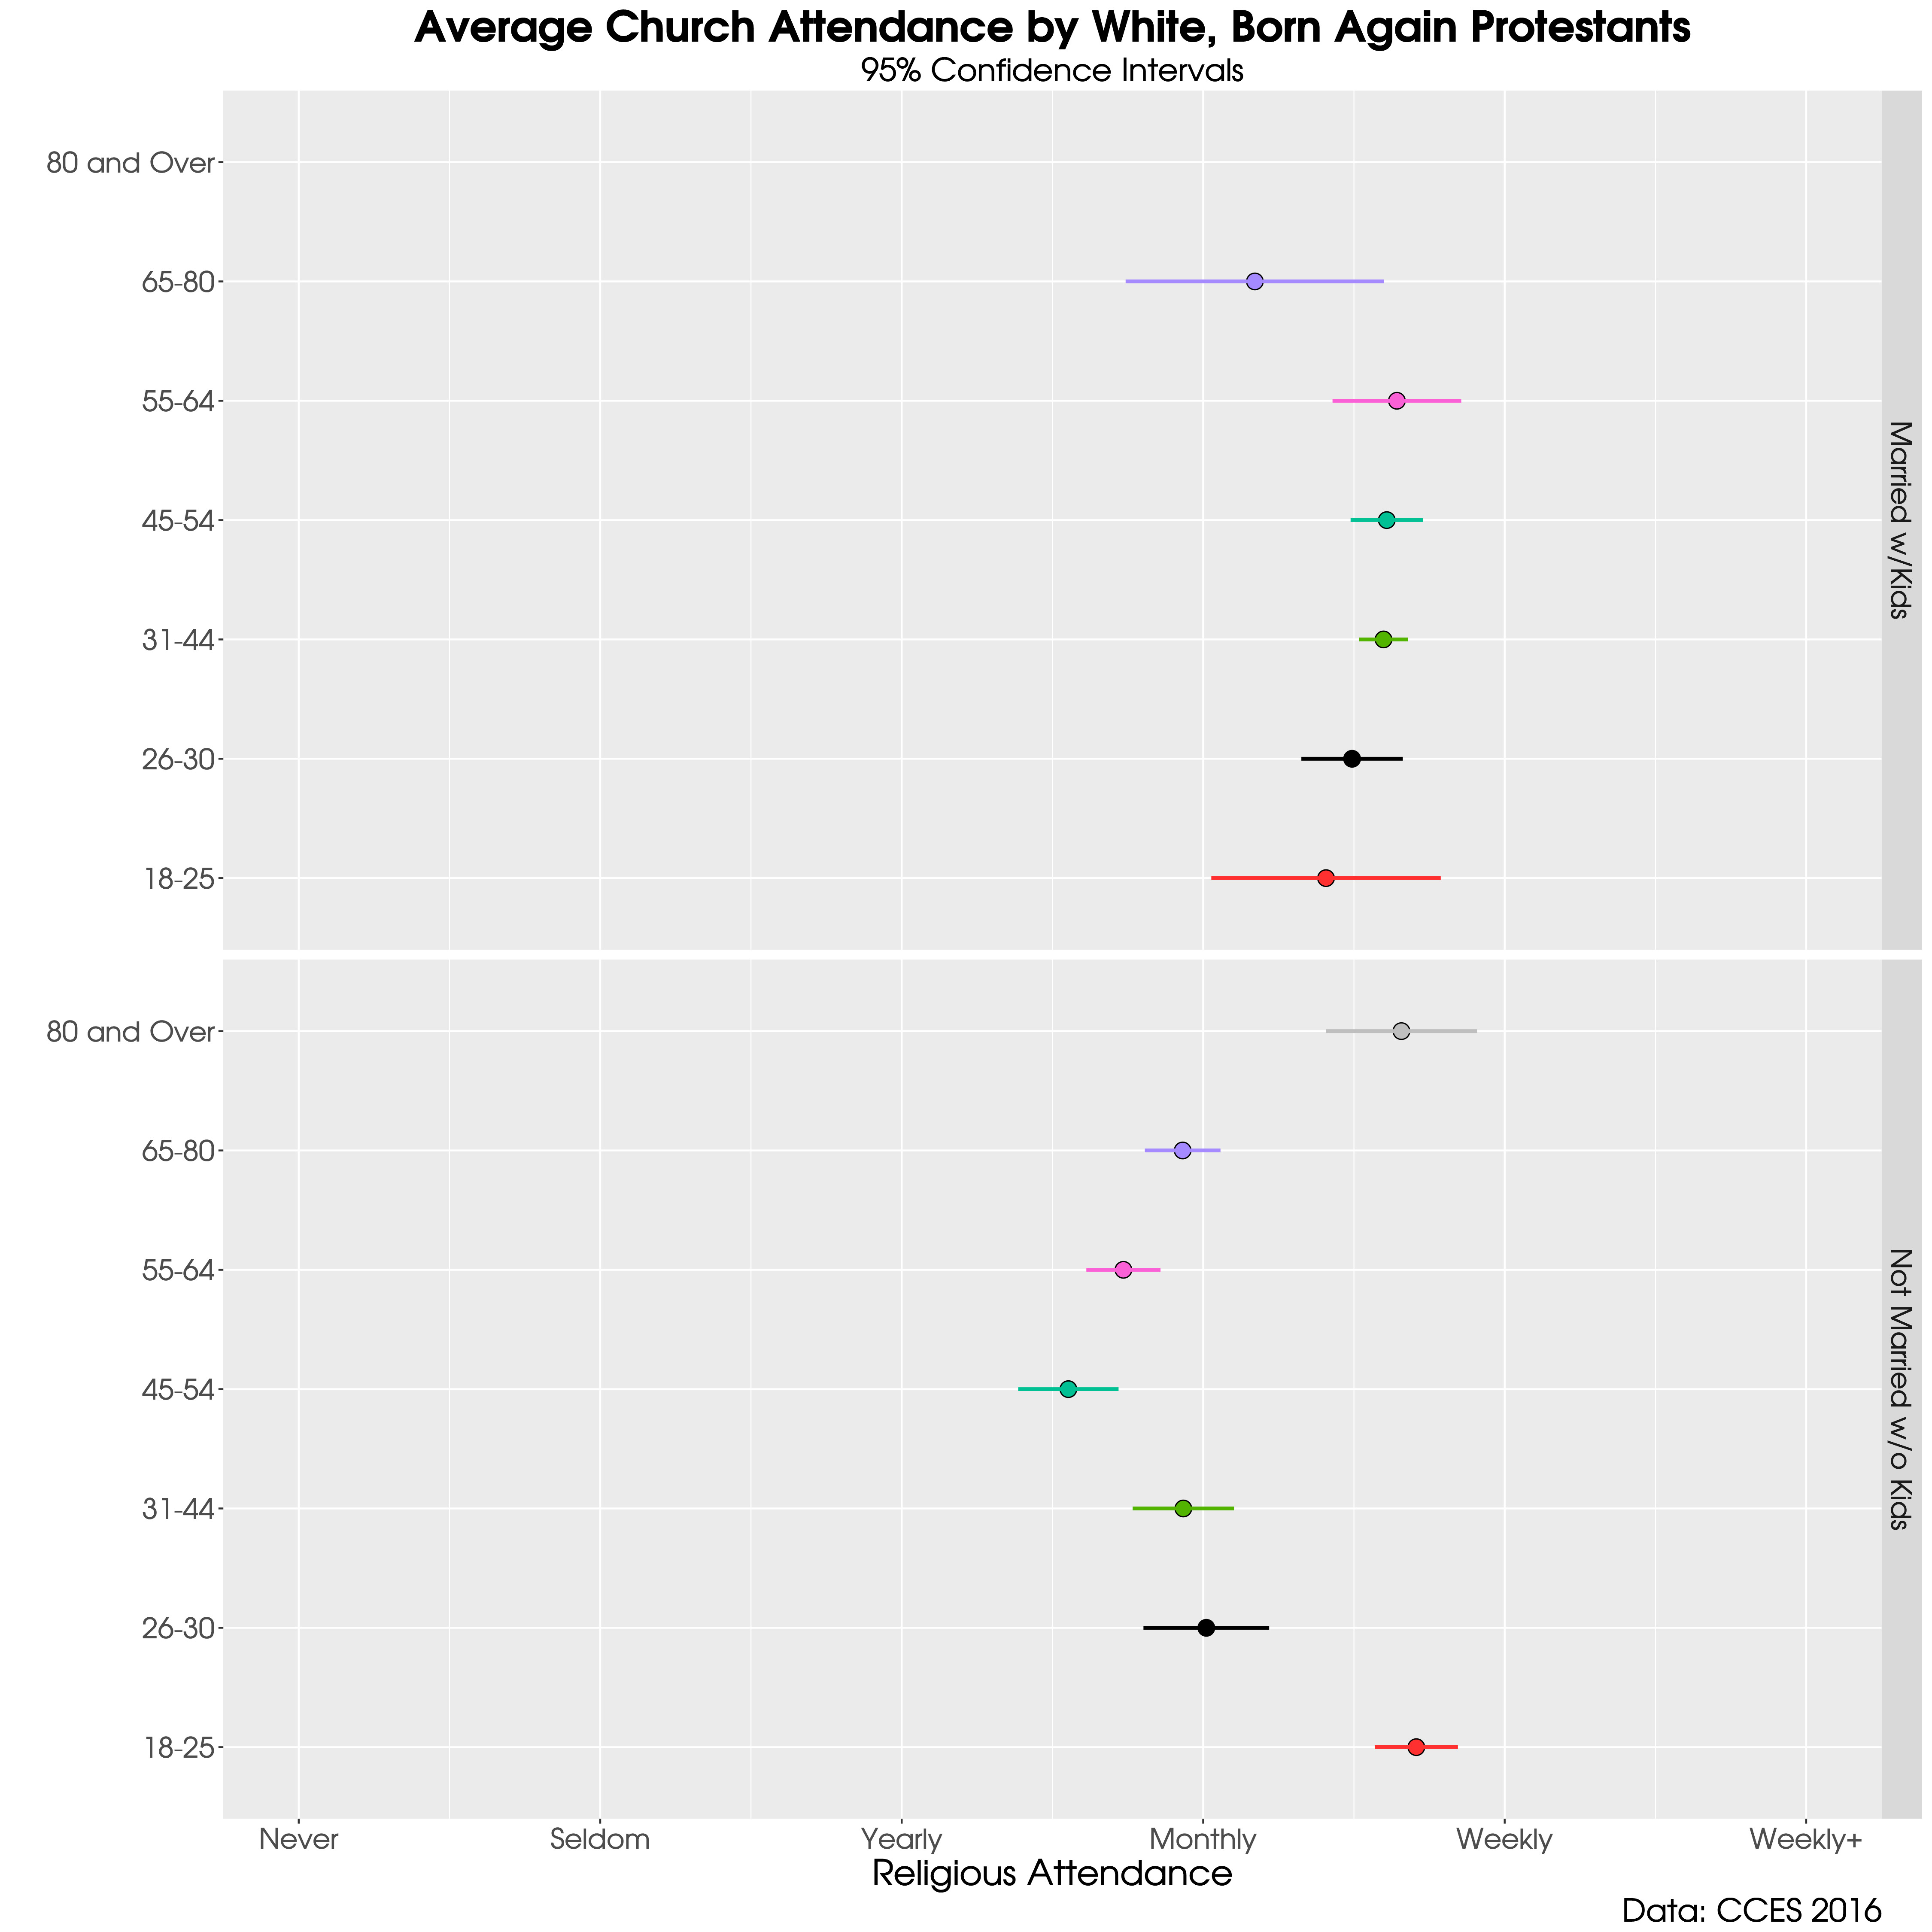 Average Church Attendance by White, Born Again Protestants
95% Confidence Intervals
80 and Over
65-80
55-64
45-54
31-44
26-30
18-25
Married w/Kids
80 and Over
65-80
55-64
45-54
31-44
26-30
18-25
Not Married w/o Kids
Never Seldom Yearly Monthly Weekly Weekly+
Religious Attendance
Data: CCES 2016